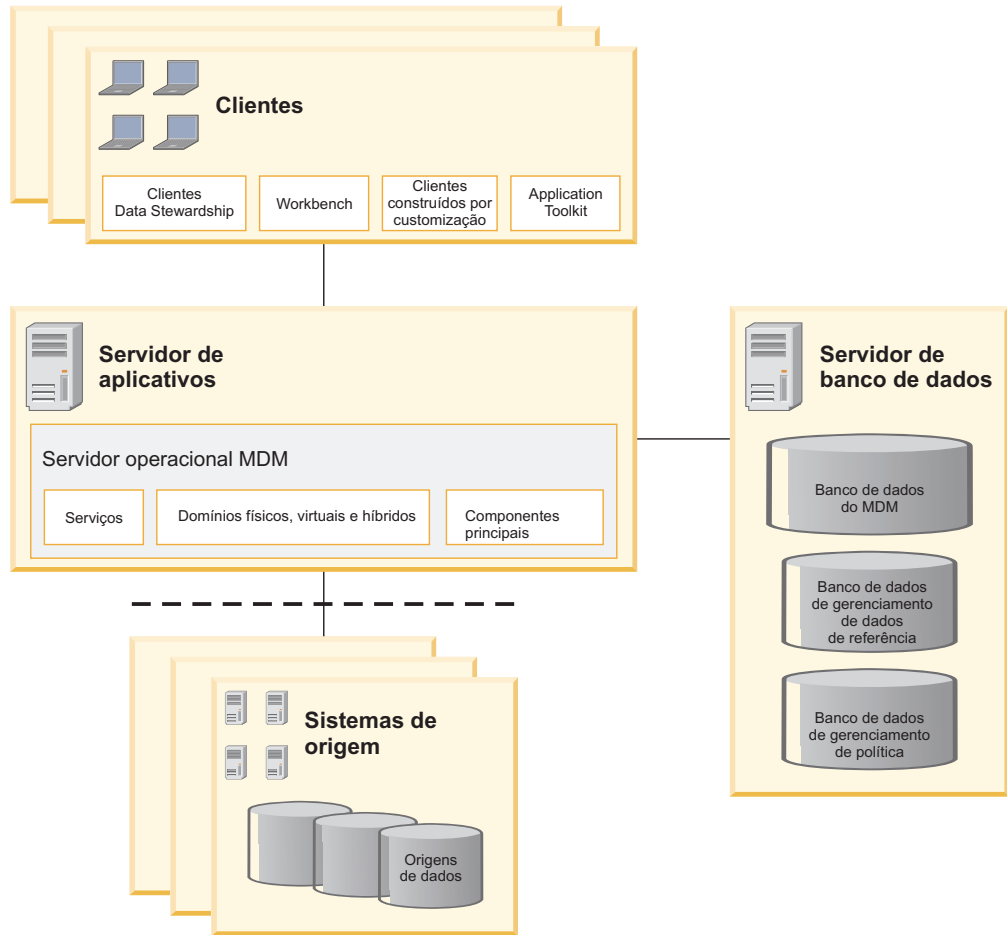 Clientes
Clientes
Data Stewardship
Workbench
Clientes
construídos por
customização
Application
Toolkit
Servidor de
aplicativos
Servidor operacional MDM
Serviços
Domínios físicos, virtuais e híbridos
Componentes
principais
Servidor de
banco de dados
Banco de dados
do MDM
Banco de dados
de gerenciamento
de dados
de referência
Banco de dados
de gerenciamento
de política
Sistemas de
origem
Origens
de dados